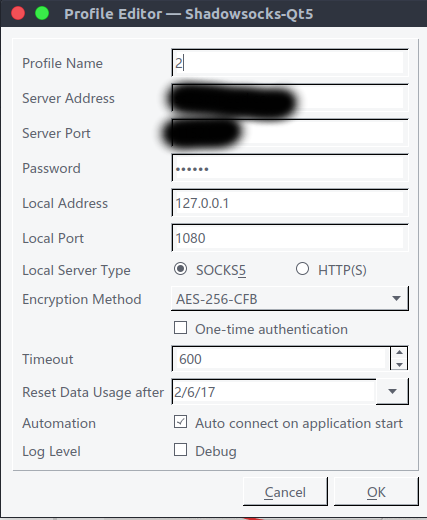 Profile Editor — Shadowsocks-Qt5
Profile Name 2
Server Address
Server Port
Password ••••••
Local Address 127.0.0.1
Local Port 1080
Local Server Type SOCKS5 HTTP(S)
Encryption Method AES-256-CFB
One-time authentication
Timeout 600
Reset Data Usage after 2/6/17
Automation Auto connect on application start
Log Level Debug
Cancel OK